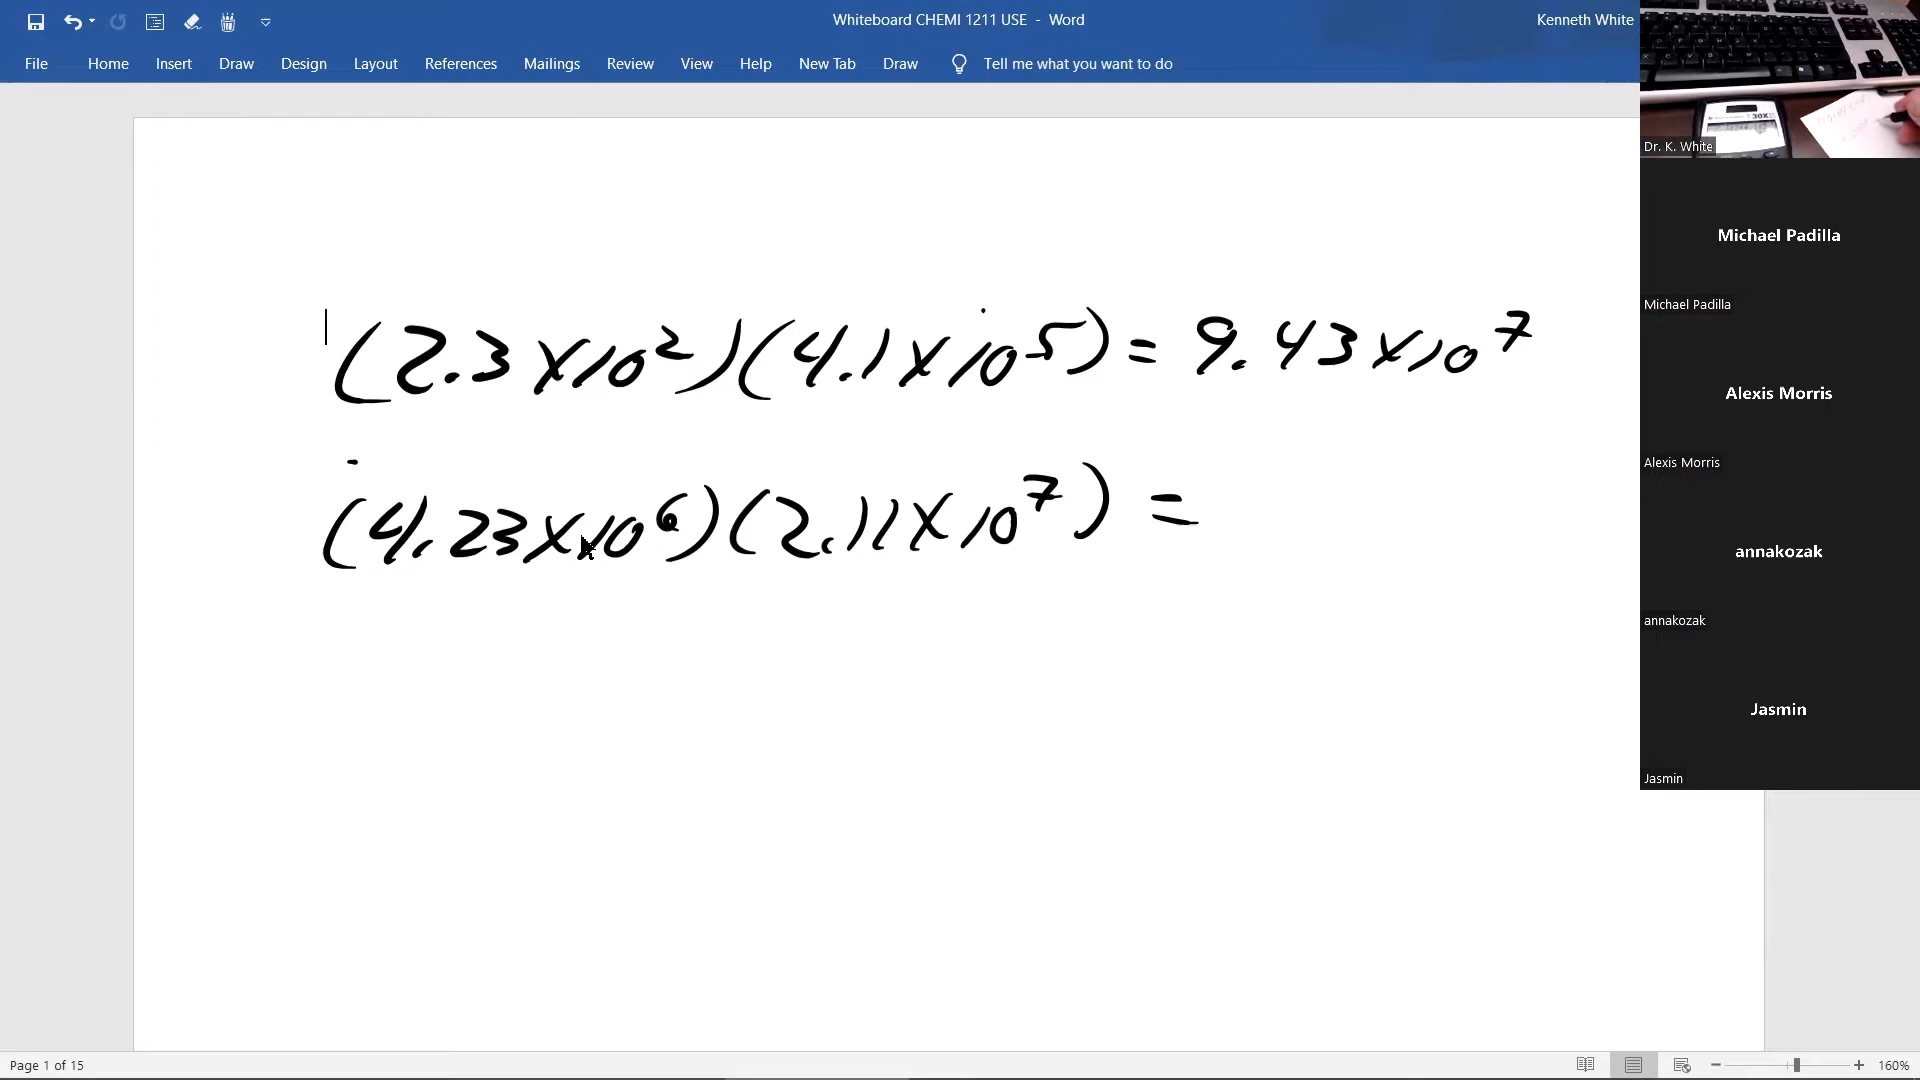 Whiteboard CHEMI 1211 USE - Word
Kenneth White
File Home Insert Draw Design Layout References Mailings Review View Help New Tab Draw Tell me what you want to do
30X
Dr. K. White
Michael Padilla
Michael Padilla
(2.3 x 10²)(4.1 x 10⁵) = 9.43 x 10⁷
Alexis Morris
Alexis Morris
(4.23 x 10⁶)(2.11 x 10⁷) =
annakozak
annakozak
Jasmin
Jasmin
Page 1 of 15
160%